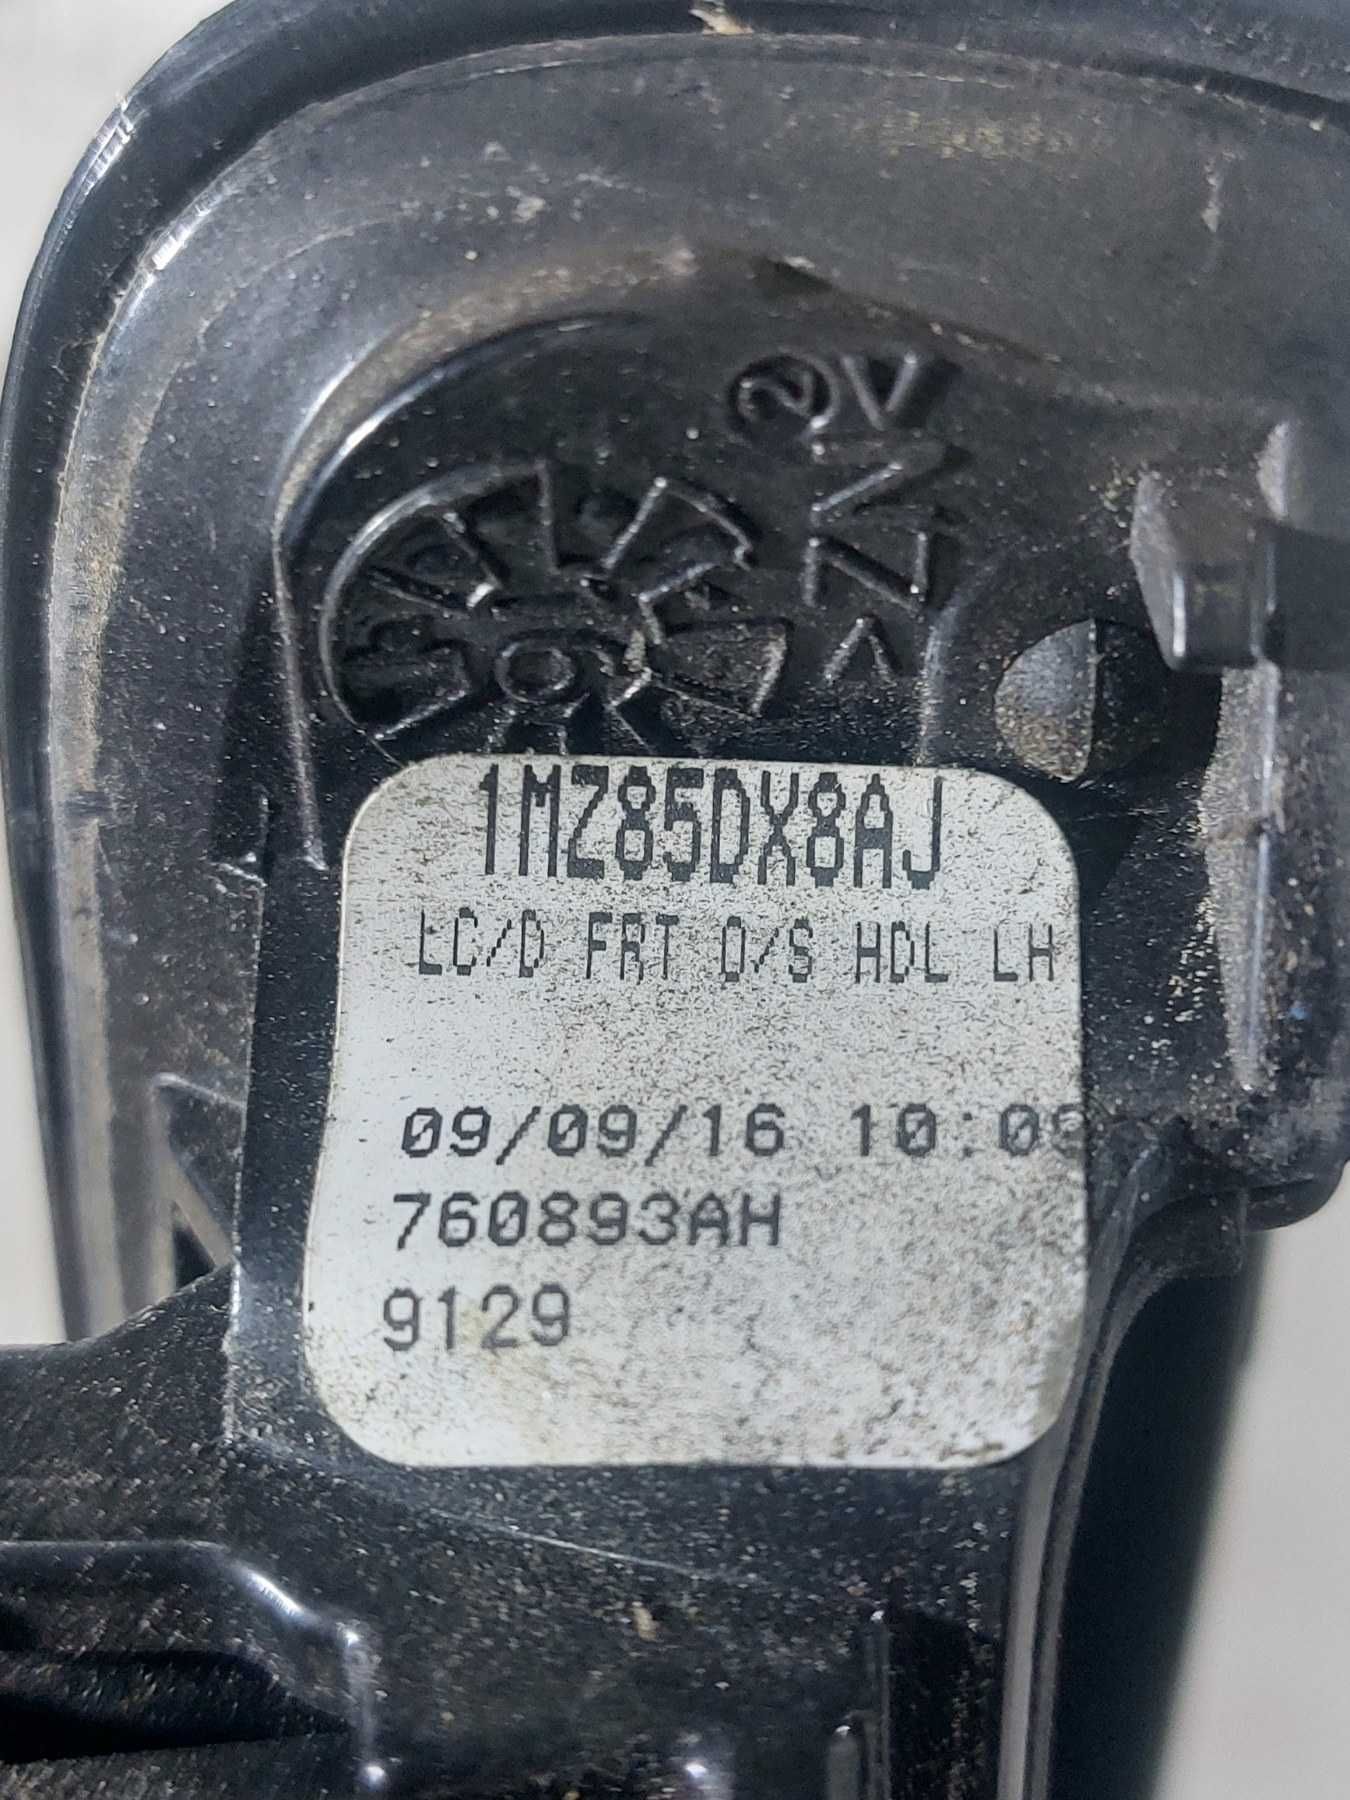 1MZ85DX8AJ
LC/D FRT O/S HDL LH
09/09/16 10:0
760893AH
9129